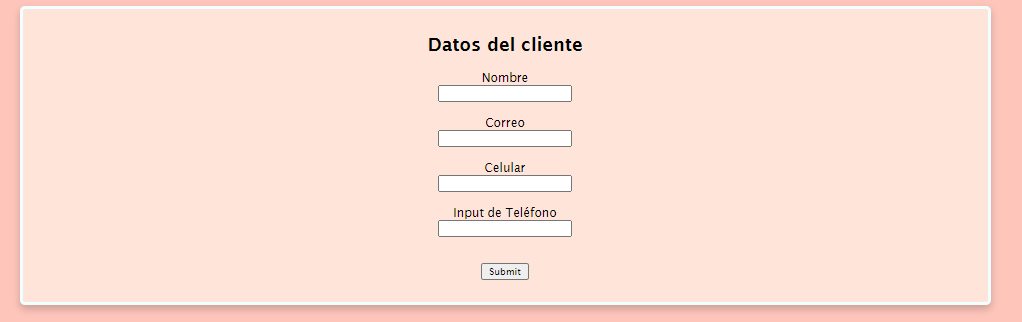 Datos del cliente
Nombre
Correo
Celular
Input de Teléfono
Submit